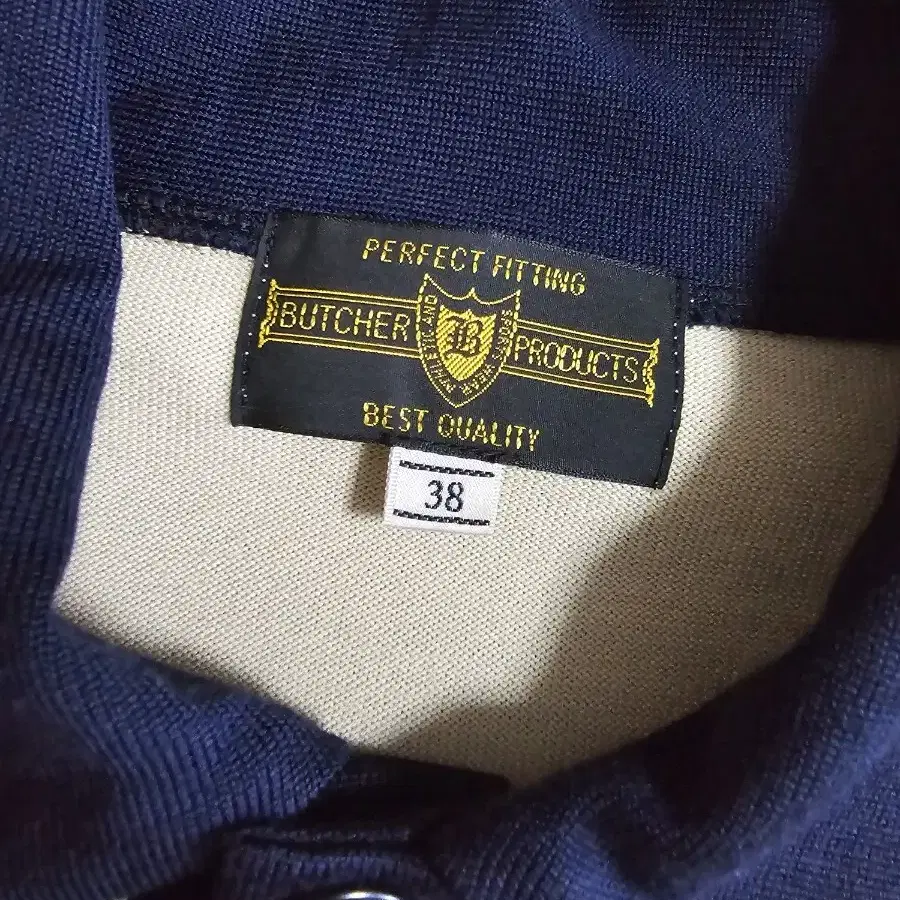 PERFECT FITTING
BUTCHER B PRODUCTS
BEST QUALITY
38